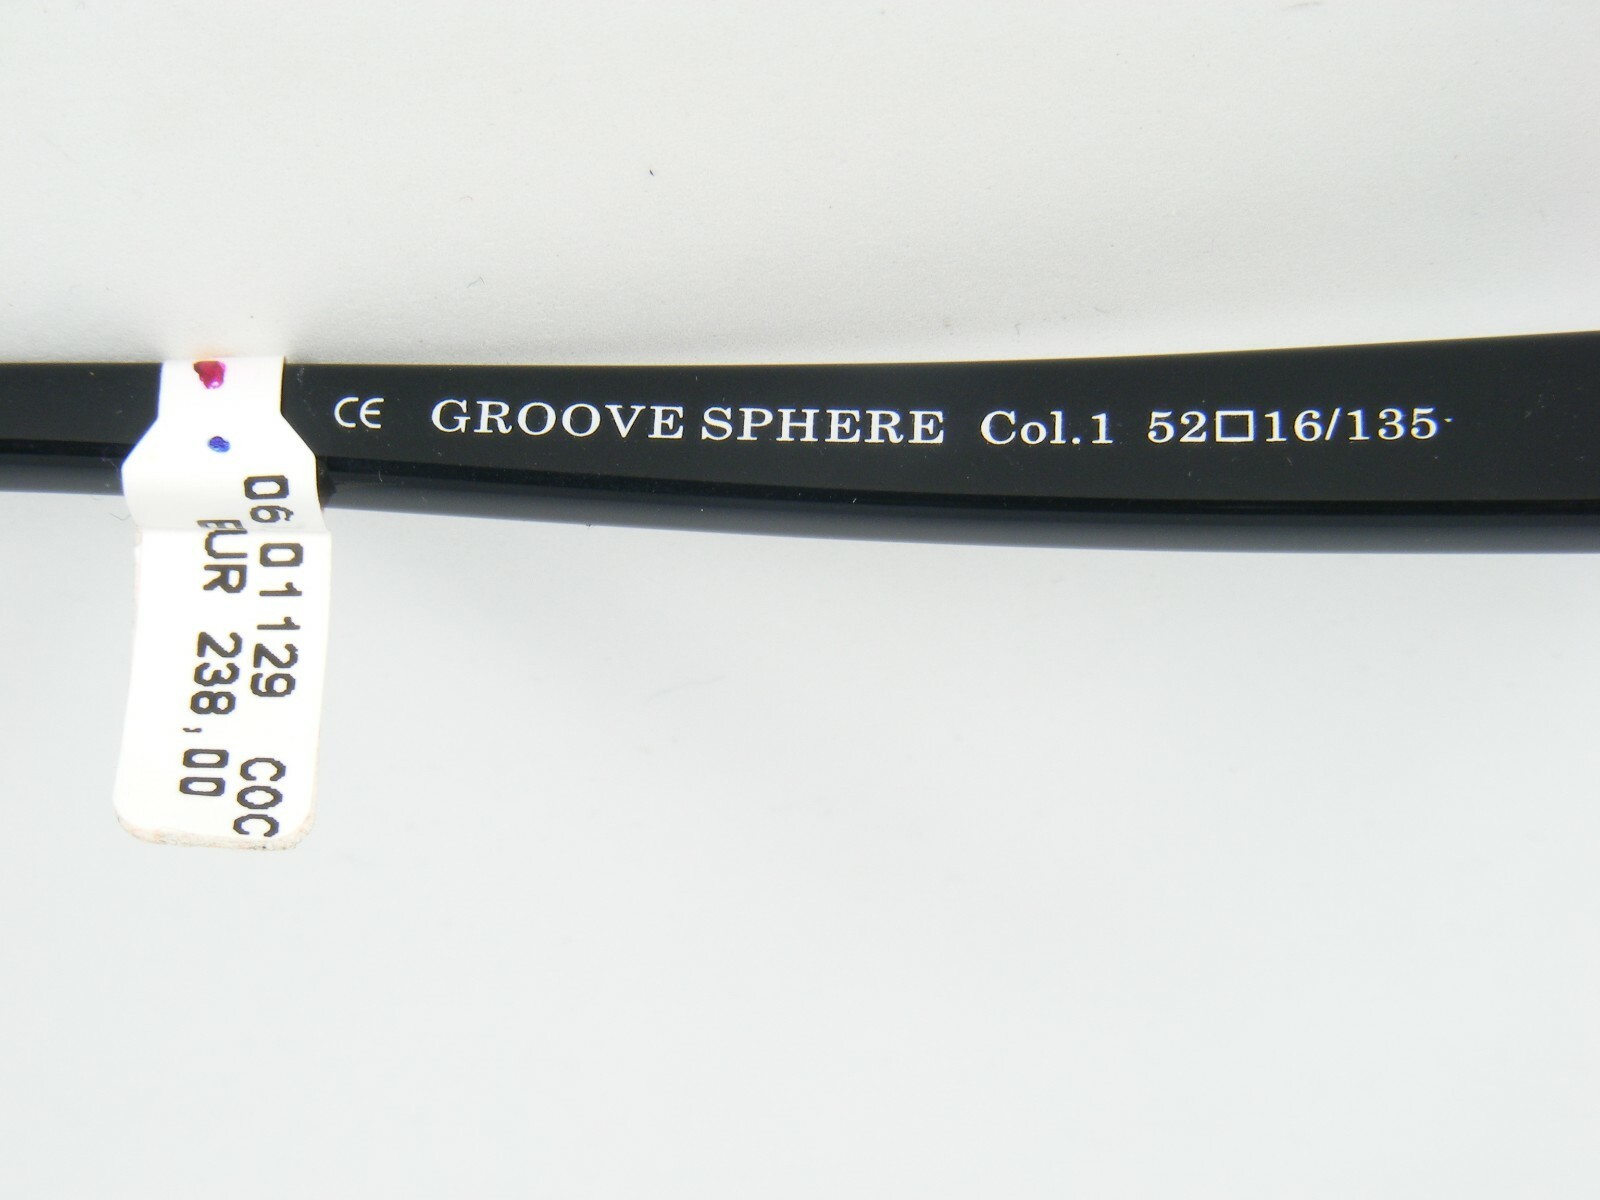 CE GROOVE SPHERE Col.1 52□16/135
06 01129 COC
EUR 238,00